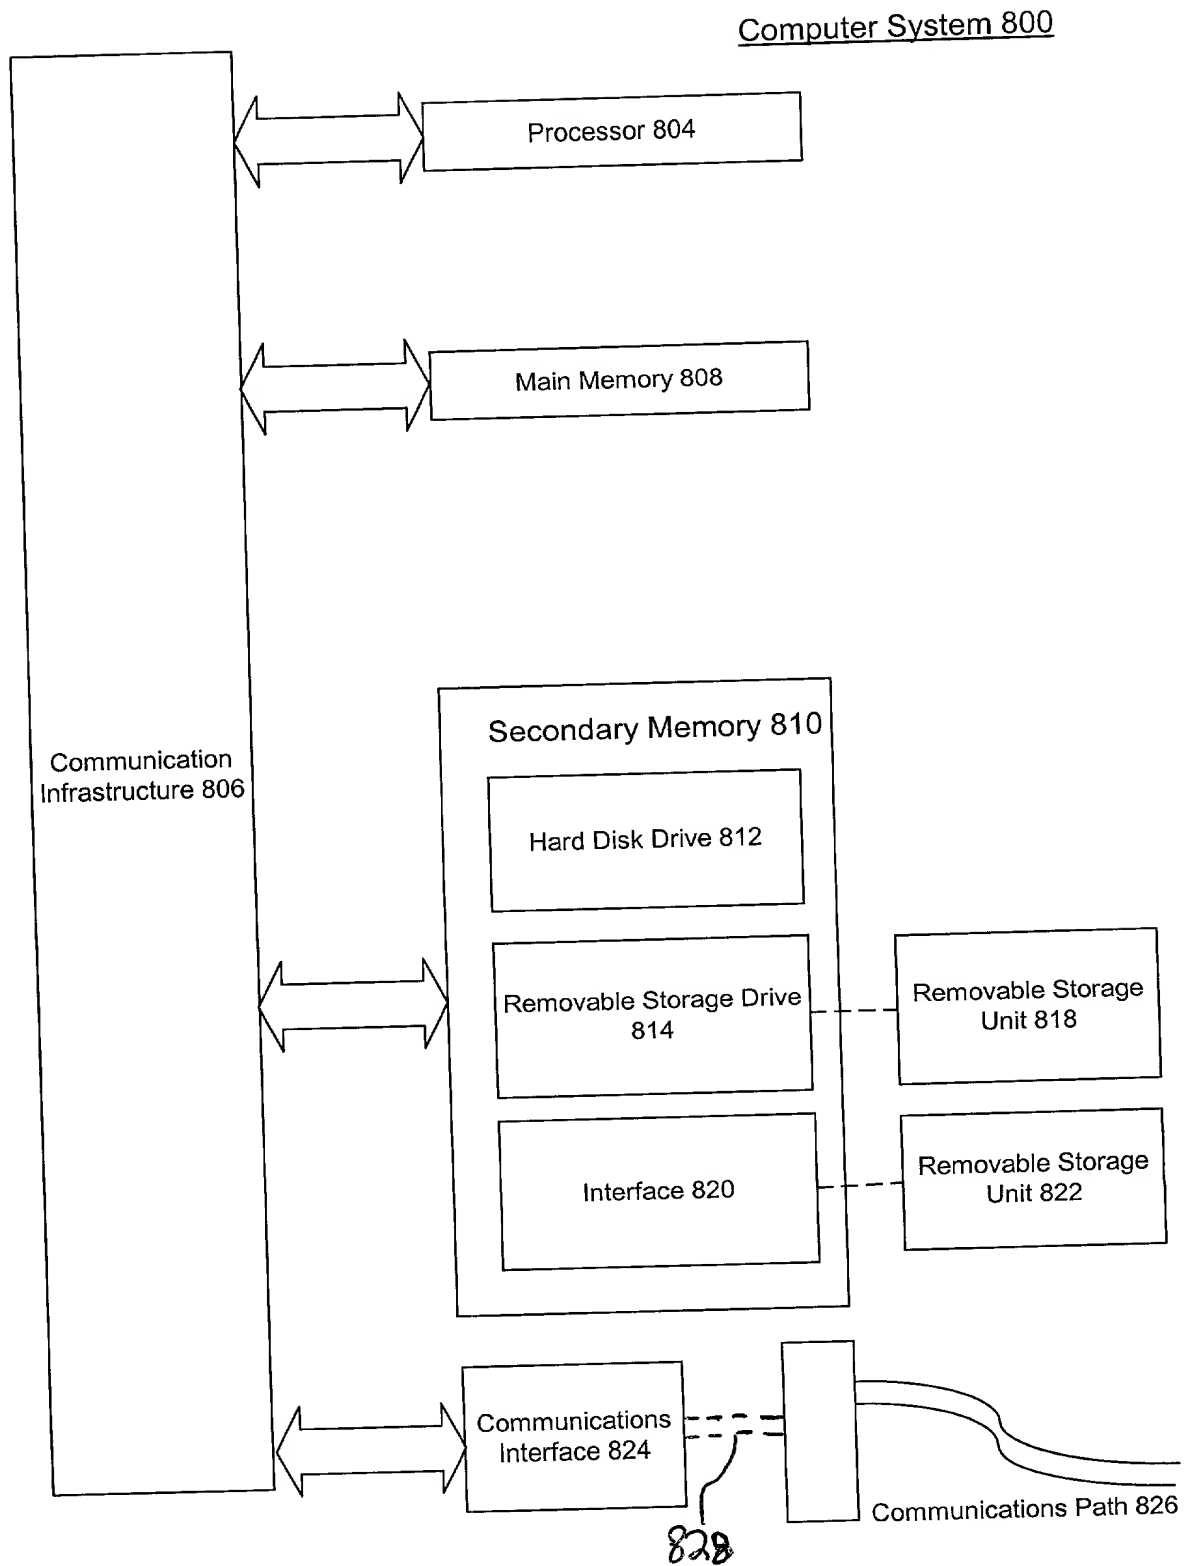 Computer System 800
Processor 804
Main Memory 808
Communication
Infrastructure 806
Secondary Memory 810
Hard Disk Drive 812
Removable Storage Drive
814
Removable Storage
Unit 818
Interface 820
Removable Storage
Unit 822
Communications
Interface 824
828
Communications Path 826